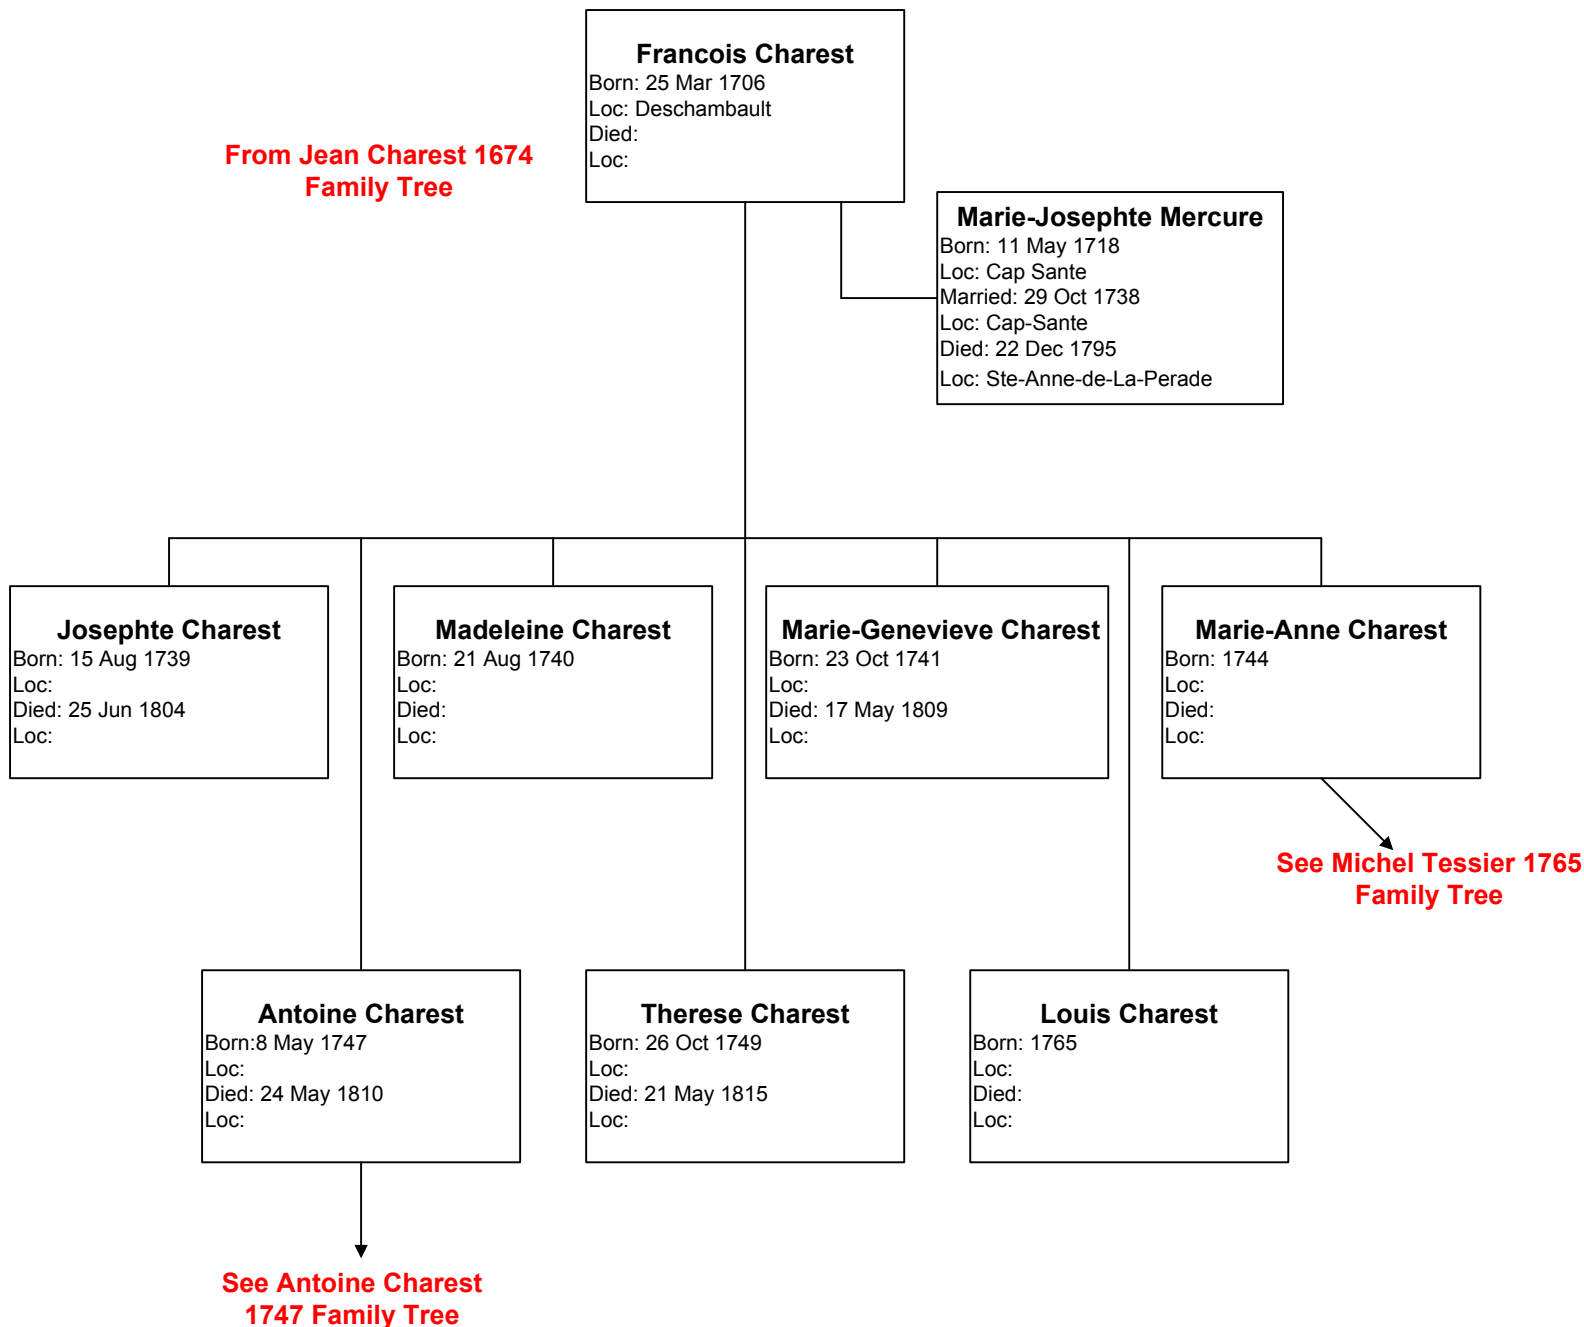 Francois Charest
Born: 25 Mar 1706
Loc: Deschambault
Died:
Loc:
From Jean Charest 1674
Family Tree
Marie-Josephte Mercure
Born: 11 May 1718
Loc: Cap Sante
Married: 29 Oct 1738
Loc: Cap-Sante
Died: 22 Dec 1795
Loc: Ste-Anne-de-La-Perade
Josephte Charest
Born: 15 Aug 1739
Loc:
Died: 25 Jun 1804
Loc:
Madeleine Charest
Born: 21 Aug 1740
Loc:
Died:
Loc:
Marie-Genevieve Charest
Born: 23 Oct 1741
Loc:
Died: 17 May 1809
Loc:
Marie-Anne Charest
Born: 1744
Loc:
Died:
Loc:
See Michel Tessier 1765
Family Tree
Antoine Charest
Born:8 May 1747
Loc:
Died: 24 May 1810
Loc:
Therese Charest
Born: 26 Oct 1749
Loc:
Died: 21 May 1815
Loc:
Louis Charest
Born: 1765
Loc:
Died:
Loc:
See Antoine Charest
1747 Family Tree